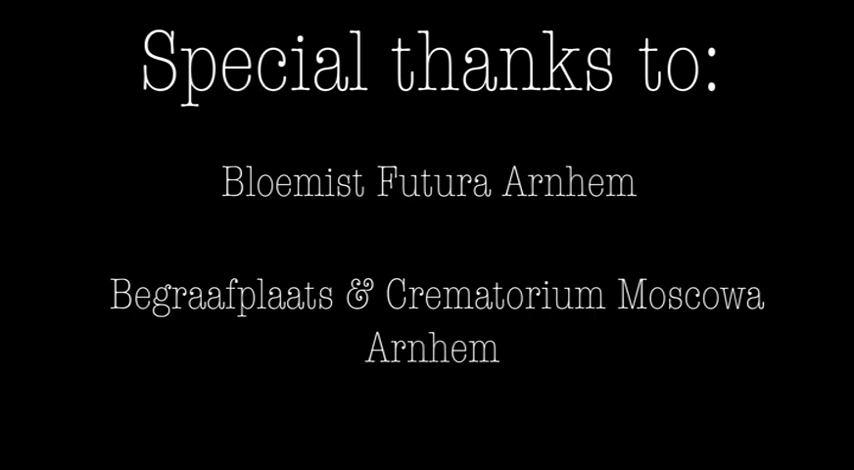 Special thanks to:
Bloemist Futura Arnhem
Begraafplaats & Crematorium Moscowa
Arnhem